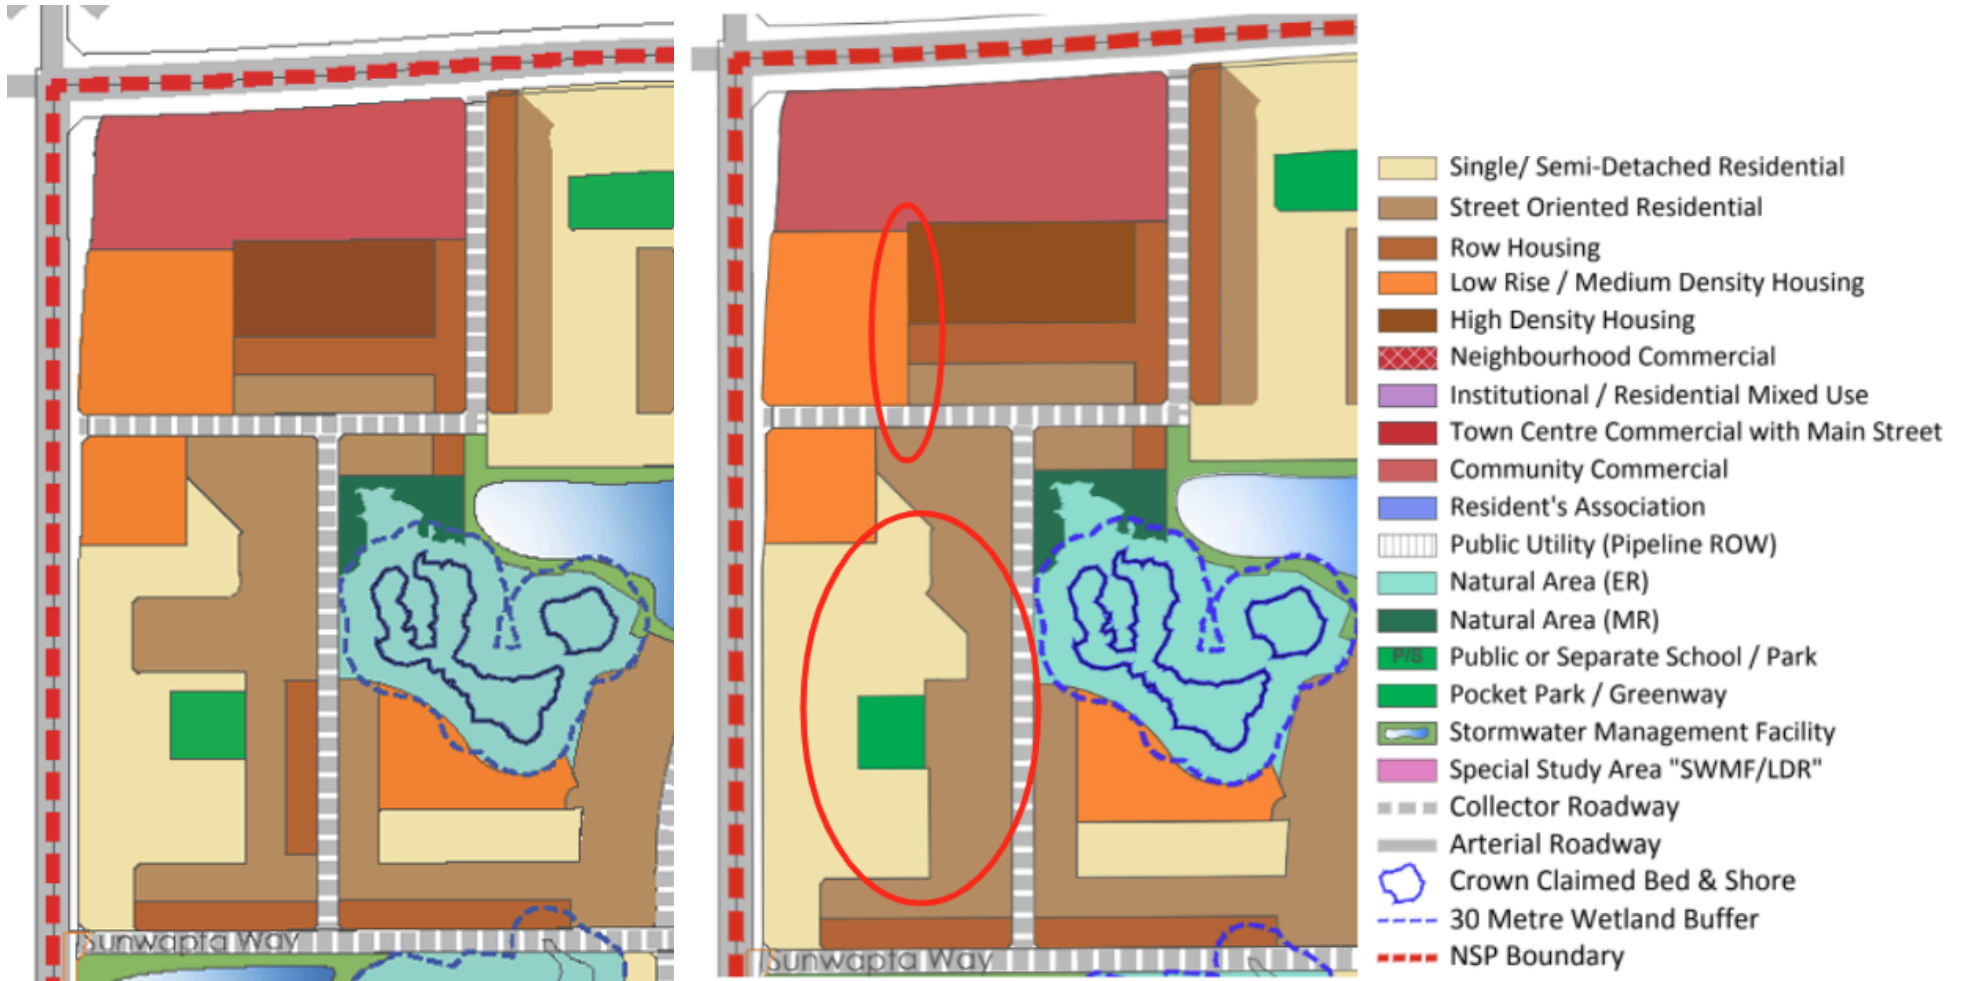 Sunwapta Way
Sunwapta Way
Single/ Semi-Detached Residential
Street Oriented Residential
Row Housing
Low Rise / Medium Density Housing
High Density Housing
Neighbourhood Commercial
Institutional / Residential Mixed Use
Town Centre Commercial with Main Street
Community Commercial
Resident's Association
Public Utility (Pipeline ROW)
Natural Area (ER)
Natural Area (MR)
P/S Public or Separate School / Park
Pocket Park / Greenway
Stormwater Management Facility
Special Study Area "SWMF/LDR"
Collector Roadway
Arterial Roadway
Crown Claimed Bed & Shore
30 Metre Wetland Buffer
NSP Boundary